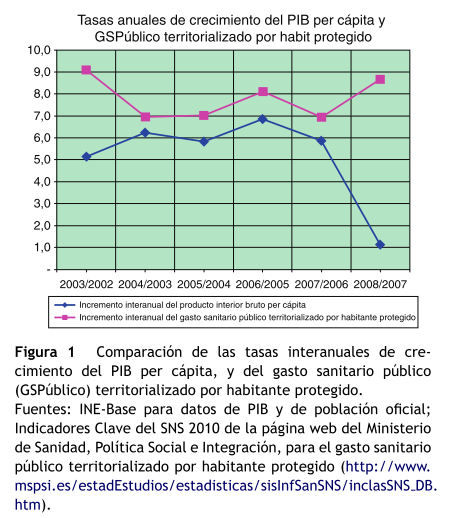 Tasas anuales de crecimiento del PIB per cápita y
GSPúblico territorializado por habit protegido
10,0
9,0
8,0
7,0
6,0
5,0
4,0
3,0
2,0
1,0
-
2003/2002 2004/2003 2005/2004 2006/2005 2007/2006 2008/2007
Incremento interanual del producto interior bruto per cápita
Incremento interanual del gasto sanitario público territorializado por habitante protegido
Figura 1 Comparación de las tasas interanuales de cre-
cimiento del PIB per cápita, y del gasto sanitario público
(GSPúblico) territorializado por habitante protegido.
Fuentes: INE-Base para datos de PIB y de población oficial;
Indicadores Clave del SNS 2010 de la página web del Ministerio
de Sanidad, Política Social e Integración, para el gasto sanitario
público territorializado por habitante protegido (http://www.
mspsi.es/estadEstudios/estadisticas/sisInfSanSNS/inclasSNS_DB.
htm).